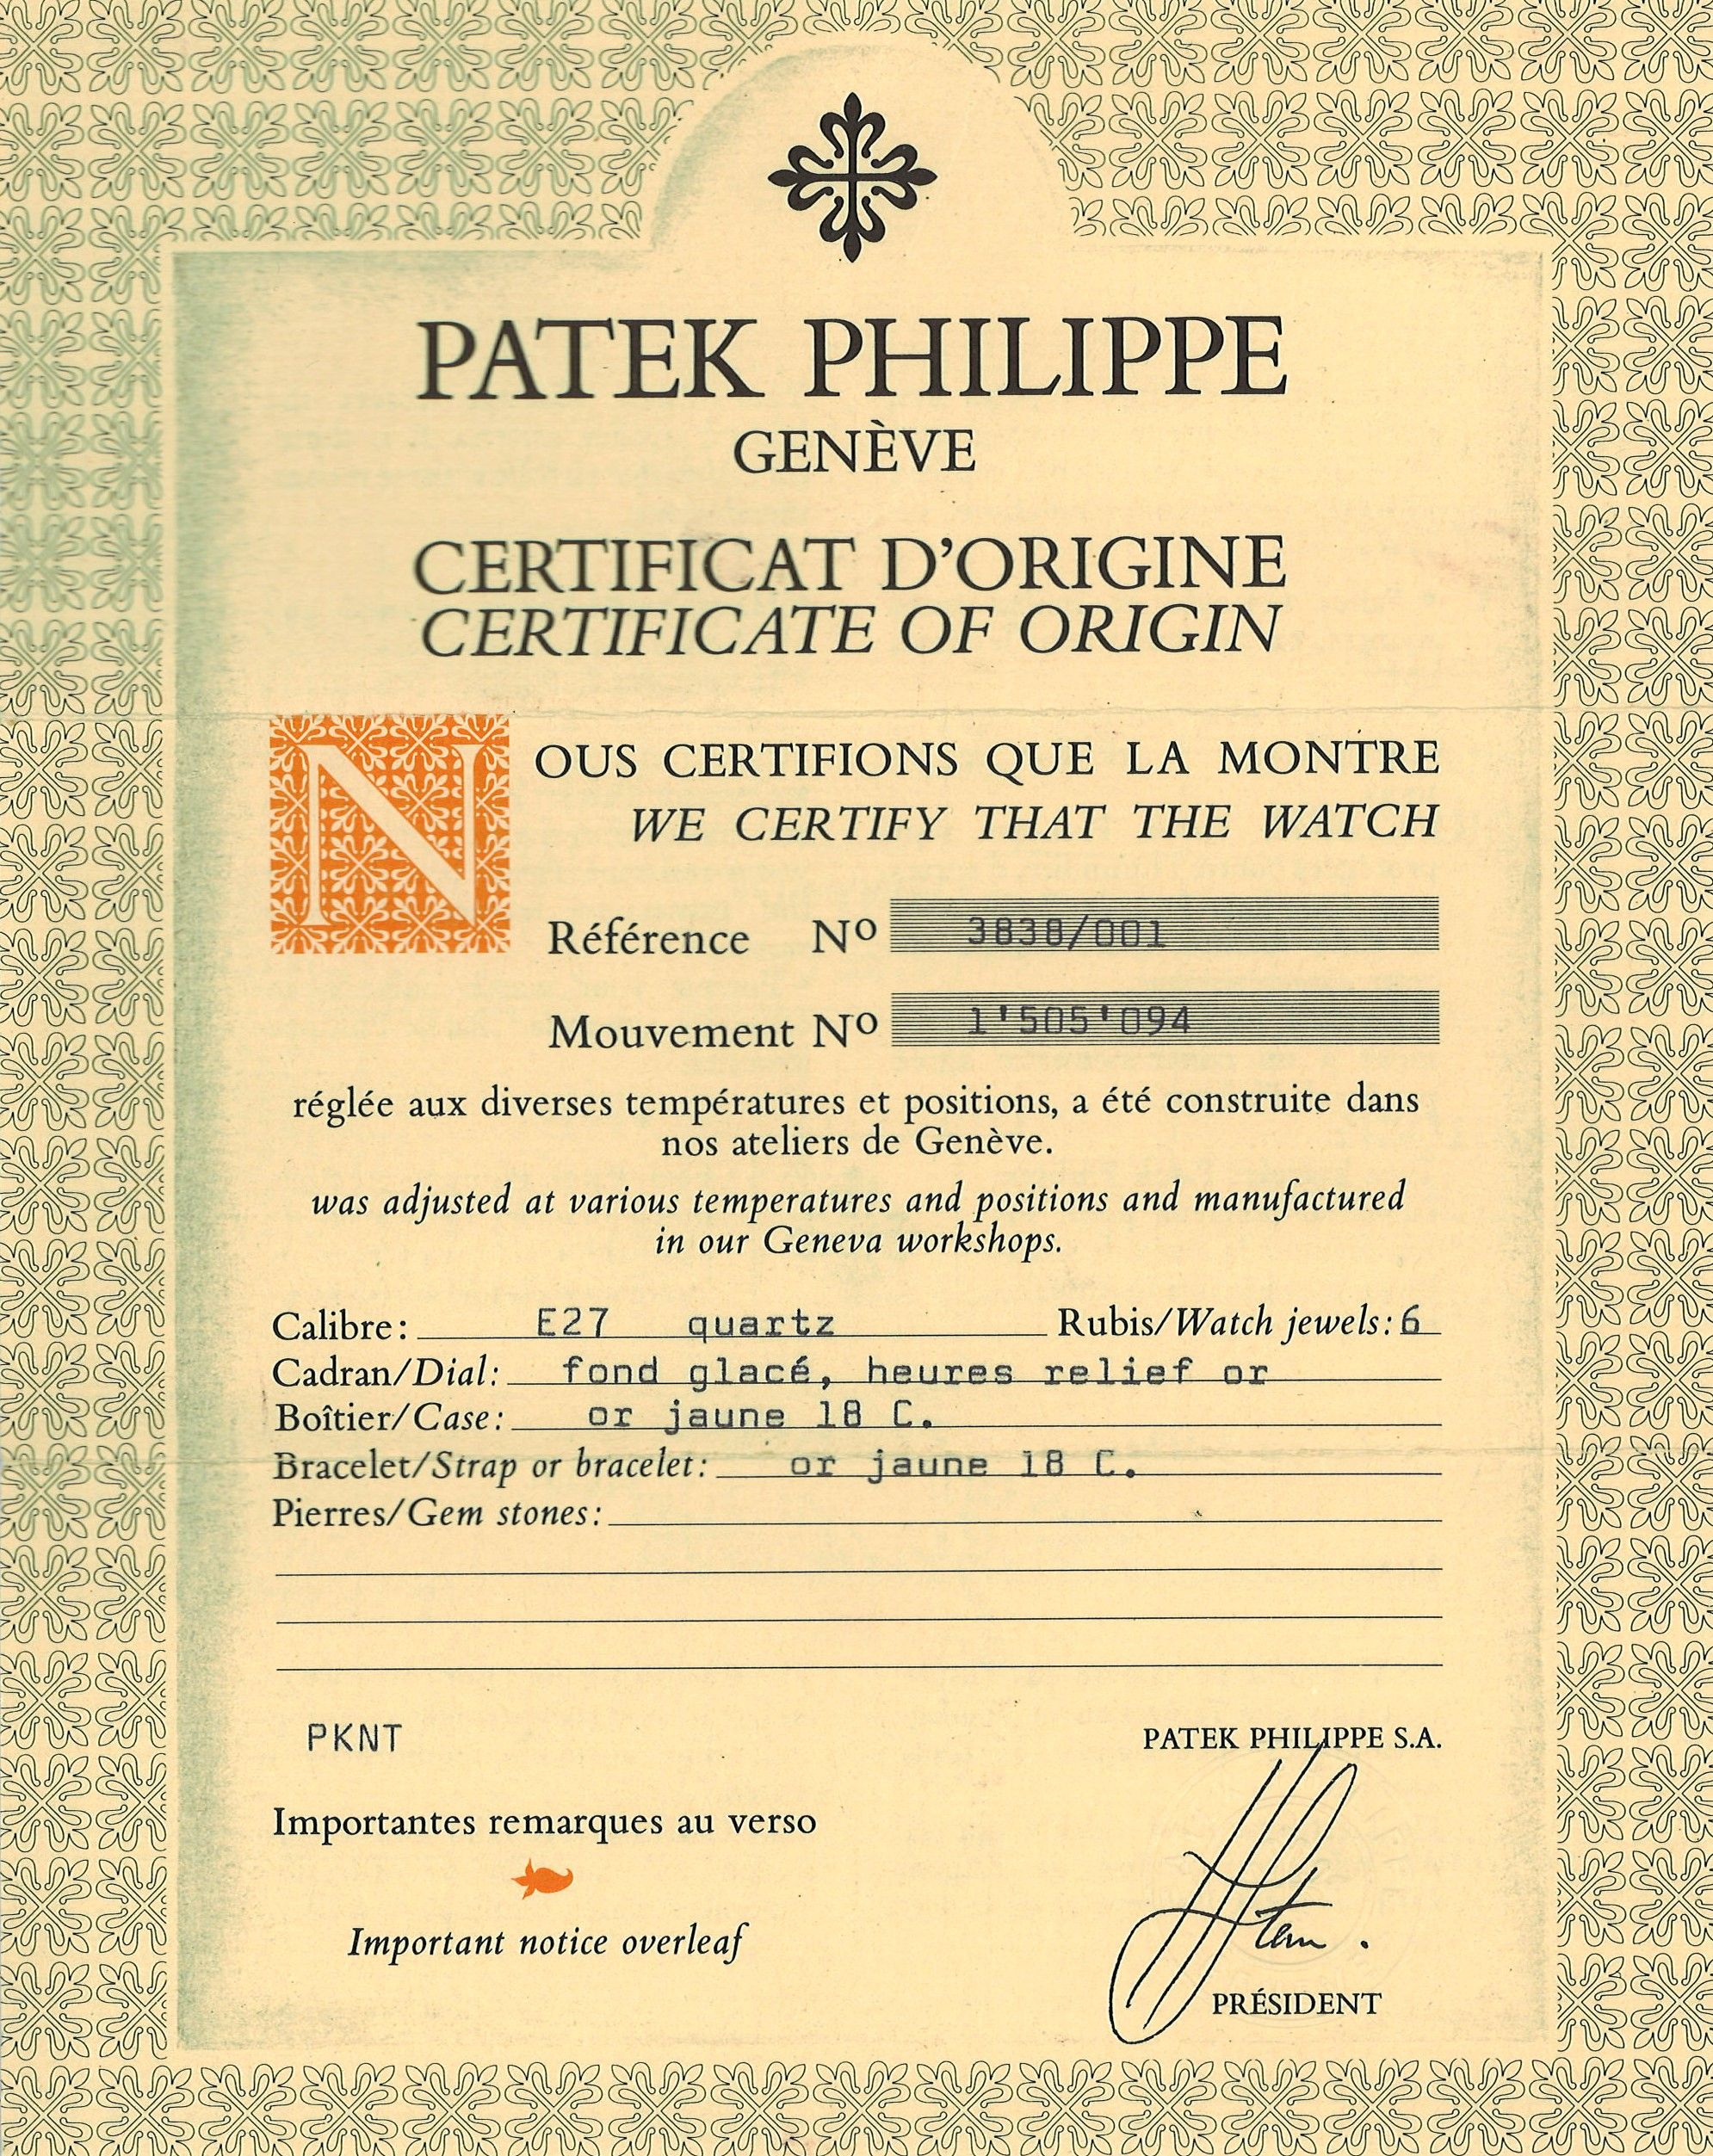 PATEK PHILIPPE
GENÈVE
CERTIFICAT D'ORIGINE
CERTIFICATE OF ORIGIN
NOUS CERTIFIONS QUE LA MONTRE
WE CERTIFY THAT THE WATCH
Référence Nº 3838/001
Mouvement Nº 1'505'094
réglée aux diverses températures et positions, a été construite dans
nos ateliers de Genève.
was adjusted at various temperatures and positions and manufactured
in our Geneva workshops.
Calibre: E27 quartz Rubis/Watch jewels: 6
Cadran/Dial: fond glacé, heures relief or
Boîtier/Case: or jaune 18 C.
Bracelet/Strap or bracelet: or jaune 18 C.
Pierres/Gem stones:
PKNT
PATEK PHILIPPE S.A.
Importantes remarques au verso
Important notice overleaf
Stern.
PRÉSIDENT